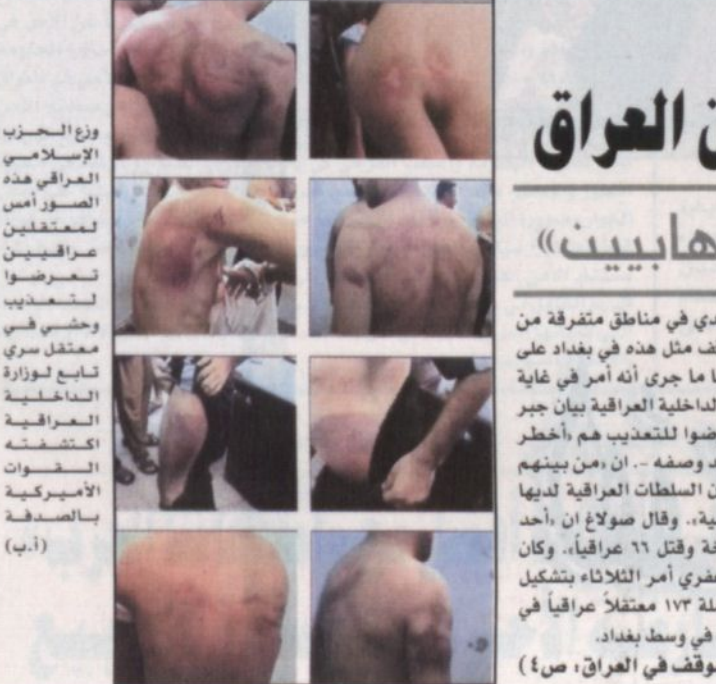 ن العراق
هابيين»
دي في مناطق متفرقة من
ف مثل هذه في بغداد على
ا ما جرى أنه أمر في غاية
لداخلية العراقية بيان جبر
ضوا للتعذيب هم «أخطر
د وصفه -. ان «من بينهم
ن السلطات العراقية لديها
ية». وقال صولاغ ان «أحد
خة وقتل ٦٦ عراقياً». وكان
فري أمر الثلاثاء بتشكيل
لة ١٧٣ معتقلاً عراقياً في
في وسط بغداد.
وقف في العراق، ص٤)
وزع الحزب
الإسلامي
العراقي هذه
الصور أمس
لمعتقلين
عراقيين
تعرضوا
لتعذيب
وحشي في
معتقل سري
تابع لوزارة
الداخلية
العراقية
اكتشفته
القوات
الأميركية
بالصدفة
(أ.ب)